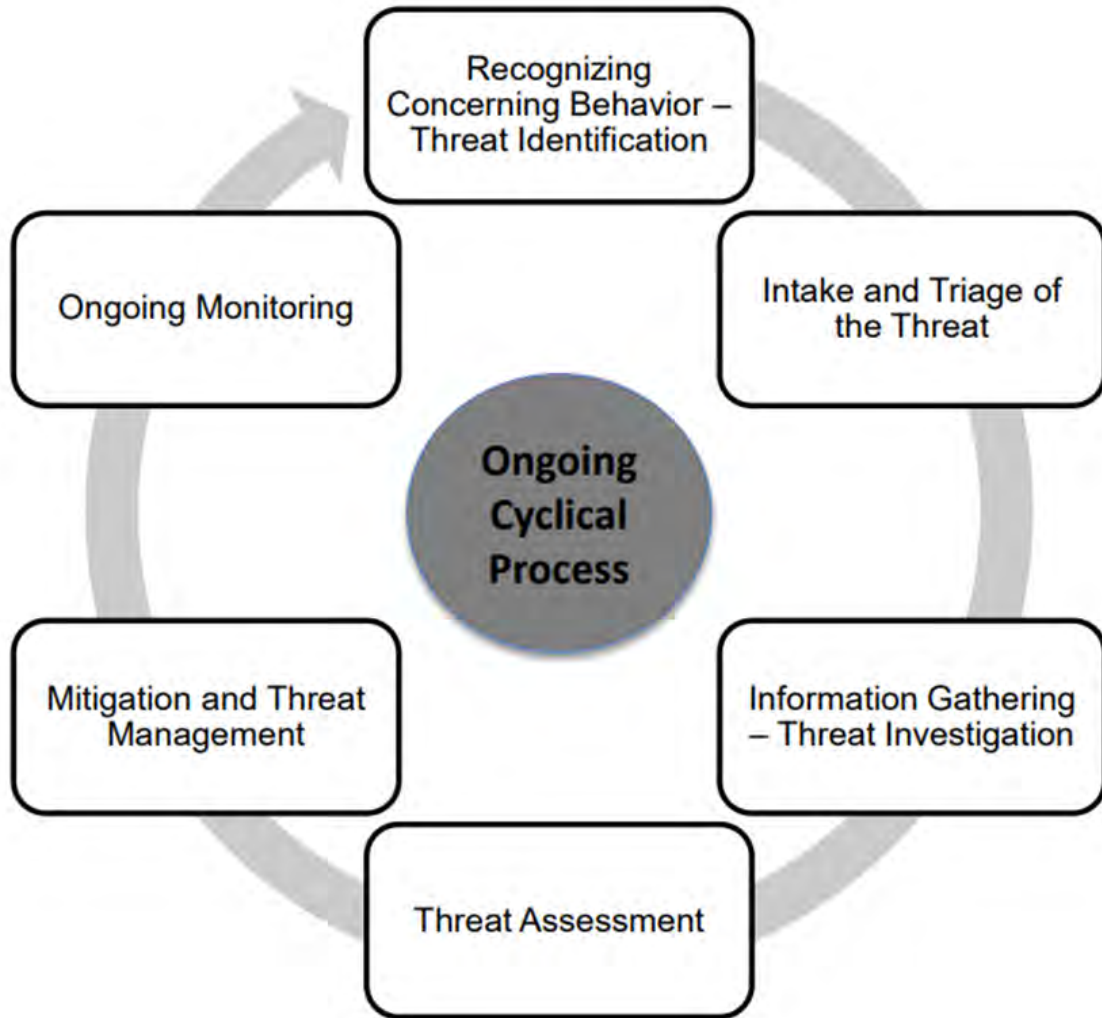 Recognizing
Concerning Behavior –
Threat Identification
Intake and Triage of
the Threat
Information Gathering
– Threat Investigation
Threat Assessment
Mitigation and Threat
Management
Ongoing Monitoring
Ongoing
Cyclical
Process